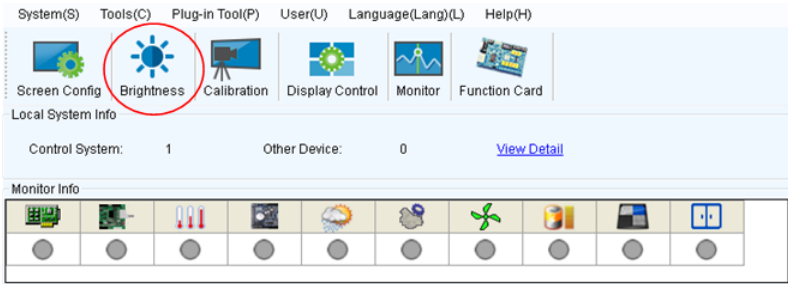 System(S) Tools(C) Plug-in Tool(P) User(U) Language(Lang)(L) Help(H)
Screen Config Brightness Calibration Display Control Monitor Function Card
Local System Info
Control System: 1 Other Device: 0 View Detail
Monitor Info